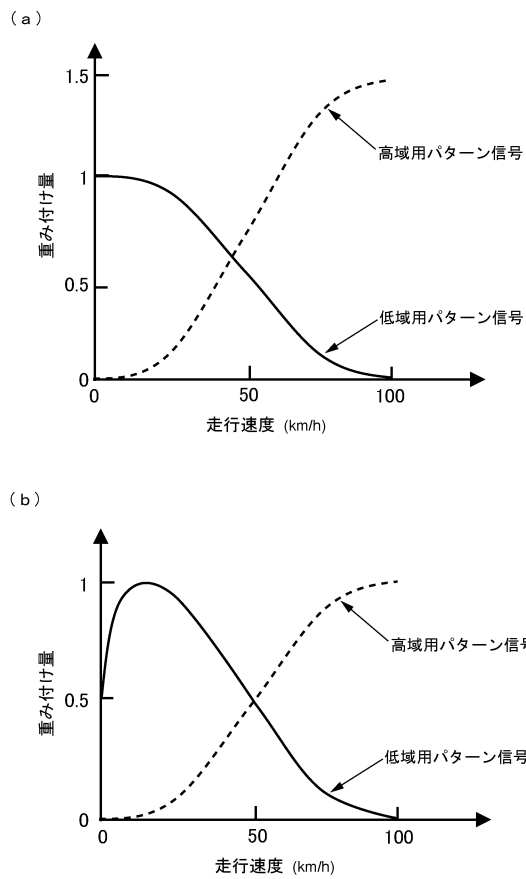 （ａ）
1.5
1
0.5
0
重み付け量
高域用パターン信号
低域用パターン信号
0
50
100
走行速度 (km/h)
（ｂ）
1
0.5
0
重み付け量
高域用パターン信号
低域用パターン信号
0
50
100
走行速度 (km/h)